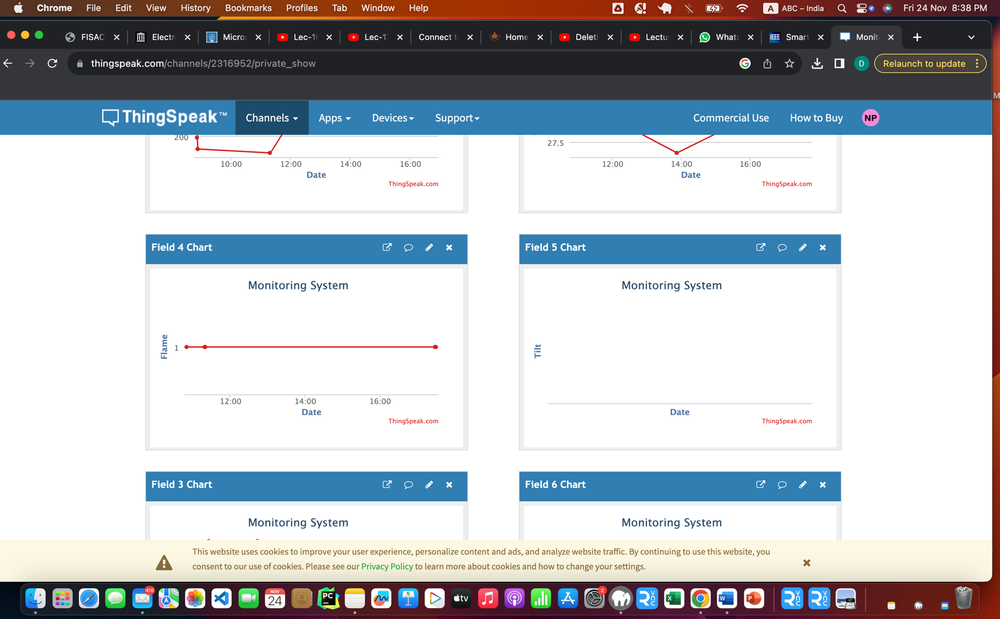 Chrome File Edit View History Bookmarks Profiles Tab Window Help A ABC – India Fri 24 Nov 8:38 PM
FISAC Electr Micro Lec-1 Lec-1 Connect t Home Deleti Lectu What IEEE Smart Monit
thingspeak.com/channels/2316952/private_show D Relaunch to update
M
ThingSpeak™ Channels Apps Devices Support Commercial Use How to Buy NP
200
10:00 12:00 14:00 16:00
Date
ThingSpeak.com
27.5
12:00 14:00 16:00
Date
ThingSpeak.com
Field 4 Chart
Monitoring System
Flame
1
12:00 14:00 16:00
Date
ThingSpeak.com
Field 5 Chart
Monitoring System
Tilt
Date
ThingSpeak.com
Field 3 Chart
Monitoring System
Field 6 Chart
Monitoring System
This website uses cookies to improve your user experience, personalize content and ads, and analyze website traffic. By continuing to use this website, you
consent to our use of cookies. Please see our Privacy Policy to learn more about cookies and how to change your settings.
416 NOV 24 PC tv 2 X W P